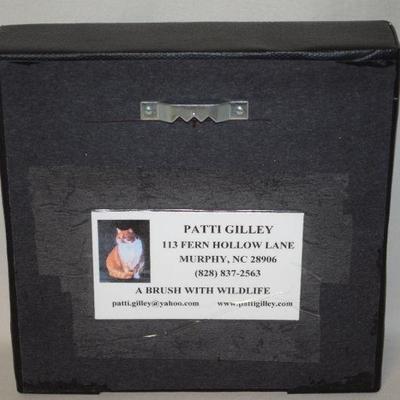 PATTI GILLEY
113 FERN HOLLOW LANE
MURPHY, NC 28906
(828) 837-2563
A BRUSH WITH WILDLIFE
patti.gilley@yahoo.com www.pattigilley.com